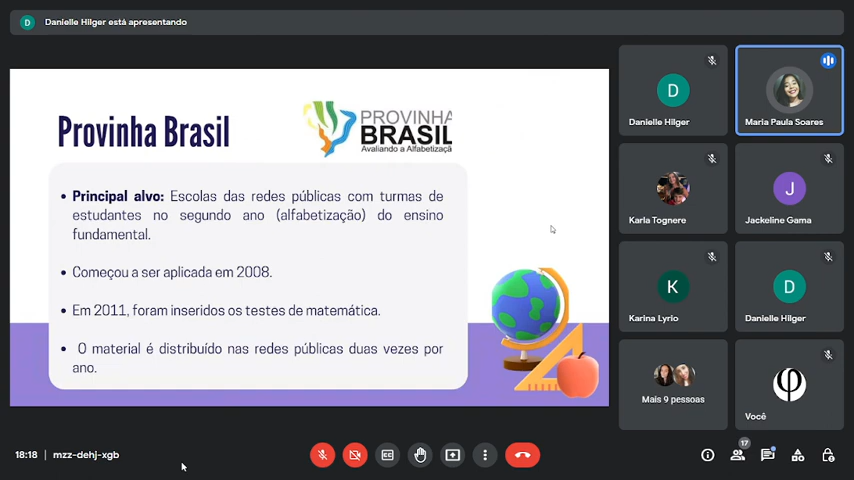 D
Danielle Hilger está apresentando
Provinha Brasil
PROVINHA
BRASIL
Avaliando a Alfabetização
• Principal alvo: Escolas das redes públicas com turmas de
estudantes no segundo ano (alfabetização) do ensino
fundamental.
• Começou a ser aplicada em 2008.
• Em 2011, foram inseridos os testes de matemática.
• O material é distribuído nas redes públicas duas vezes por
ano.
D
Danielle Hilger
Maria Paula Soares
Karla Tognere
J
Jackeline Gama
K
Karina Lyrio
D
Danielle Hilger
Mais 9 pessoas
φ
Você
18:18 | mzz-dehj-xgb
CC
17